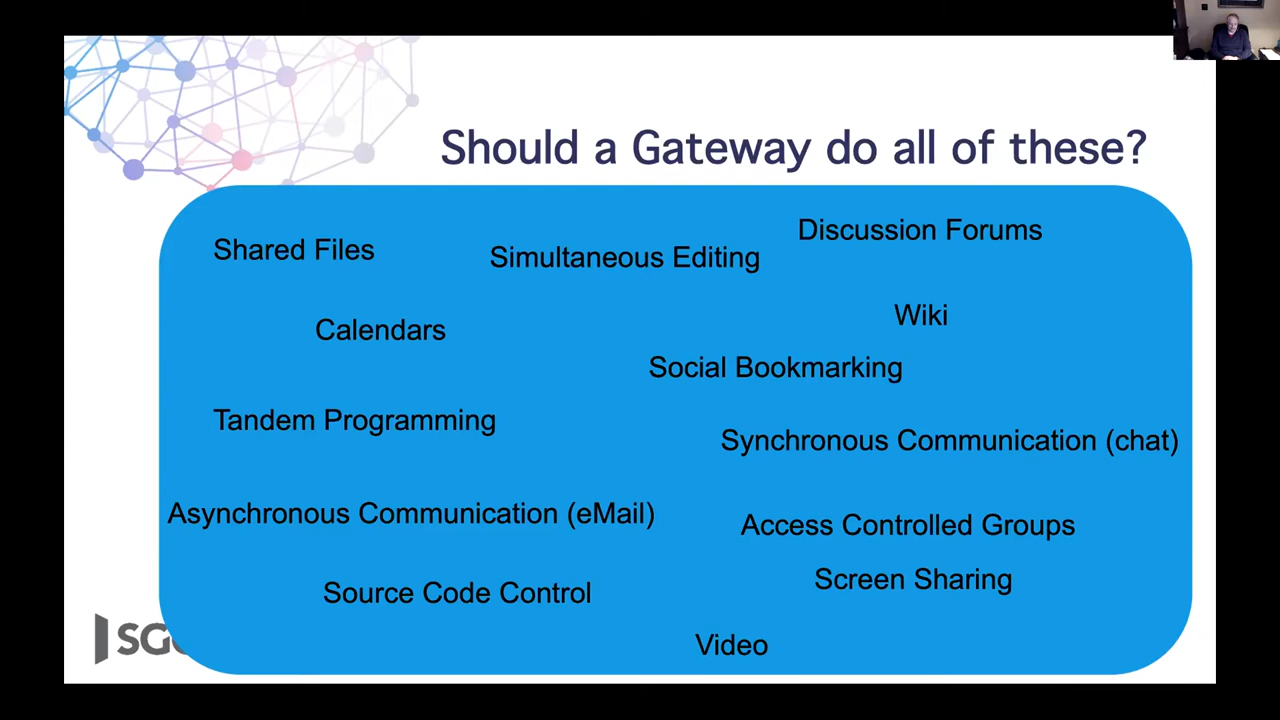 Should a Gateway do all of these?
Shared Files
Simultaneous Editing
Discussion Forums
Calendars
Wiki
Social Bookmarking
Tandem Programming
Synchronous Communication (chat)
Asynchronous Communication (eMail)
Access Controlled Groups
Source Code Control
Screen Sharing
Video
SG